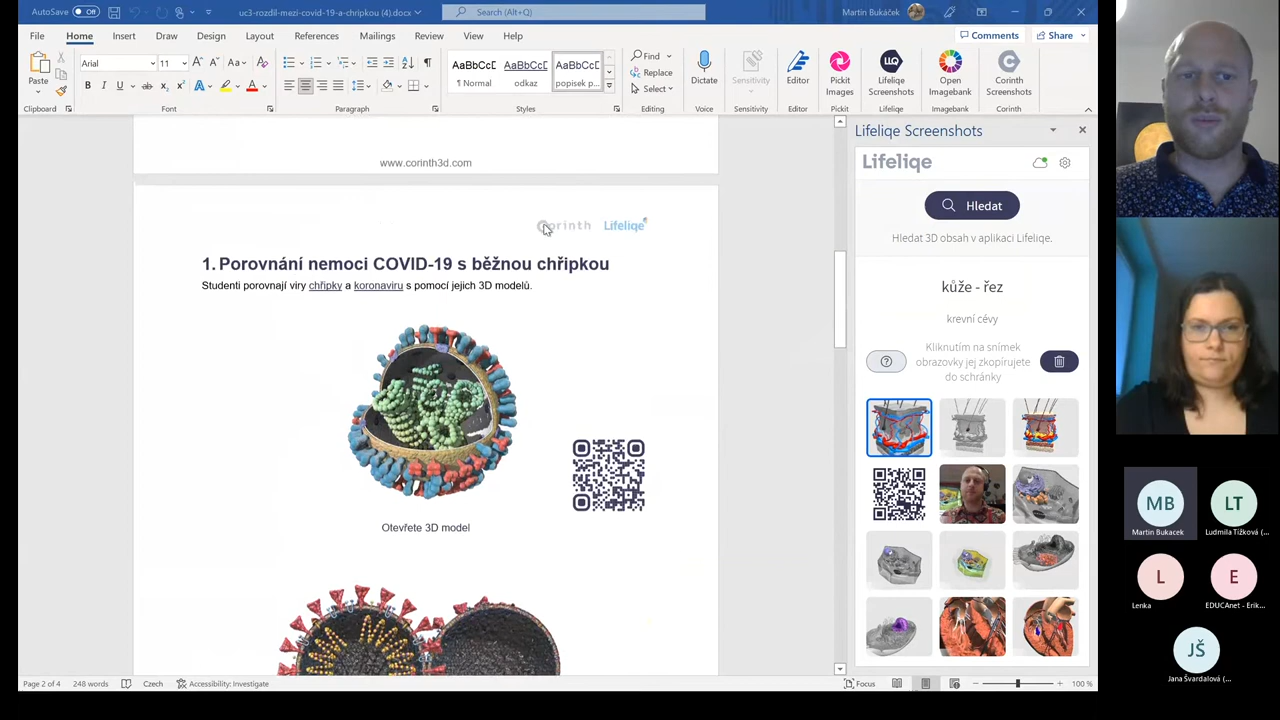 AutoSave Off
uc3-rozdil-mezi-covid-19-a-chripkou (4).docx
Search (Alt+Q)
Martin Bukáček
File Home Insert Draw Design Layout References Mailings Review View Help
Comments Share
Paste
Arial 11
AaBbCc[ AaBbCc[ AaBbCc[
¶ Normal odkaz popisek p...
Find
Replace
Select
Dictate
Sensitivity
Editor
Pickit Images
Lifeliqe Screenshots
Open Imagebank
Corinth Screenshots
Clipboard Font Paragraph Styles Editing Voice Sensitivity Editor Pickit Lifeliqe Imagebank Corinth
www.corinth3d.com
Corinth Lifeliqe
1. Porovnání nemoci COVID-19 s běžnou chřipkou
Studenti porovnají viry chřipky a koronaviru s pomocí jejich 3D modelů.
Otevřete 3D model
Lifeliqe Screenshots
Lifeliqe
Hledat
Hledat 3D obsah v aplikaci Lifeliqe.
kůže - řez
krevní cévy
Kliknutím na snímek
obrazovky jej zkopírujete
do schránky
MB
Martin Bukacek
LT
Ludmila Tížková (...
L
Lenka
E
EDUCAnet - Erik...
JŠ
Jana Švardalová (...
Page 2 of 4 248 words Czech Accessibility: Investigate
Focus
100 %